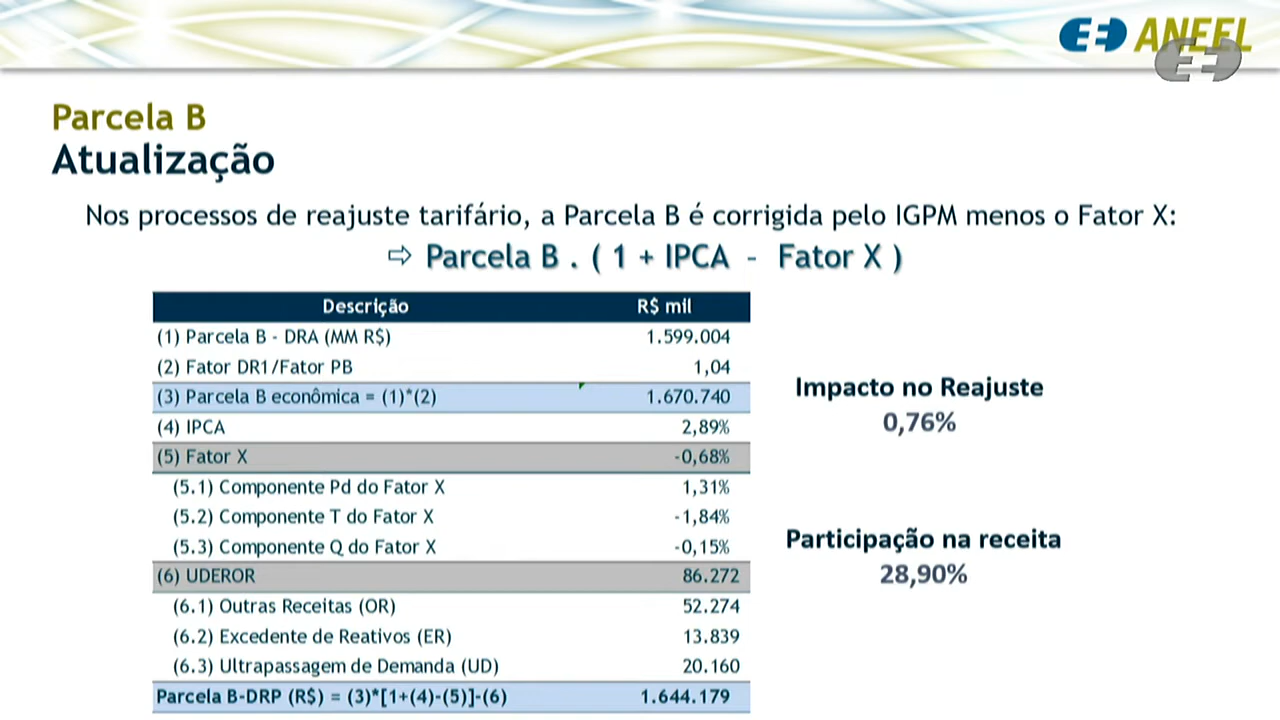 ANEEL
Parcela B
Atualização
Nos processos de reajuste tarifário, a Parcela B é corrigida pelo IGPM menos o Fator X:
⇨ Parcela B . ( 1 + IPCA - Fator X )
Descrição R$ mil
(1) Parcela B - DRA (MM R$) 1.599.004
(2) Fator DR1/Fator PB 1,04
(3) Parcela B econômica = (1)*(2) 1.670.740
(4) IPCA 2,89%
(5) Fator X -0,68%
(5.1) Componente Pd do Fator X 1,31%
(5.2) Componente T do Fator X -1,84%
(5.3) Componente Q do Fator X -0,15%
(6) UDEROR 86.272
(6.1) Outras Receitas (OR) 52.274
(6.2) Excedente de Reativos (ER) 13.839
(6.3) Ultrapassagem de Demanda (UD) 20.160
Parcela B-DRP (R$) = (3)*[1+(4)-(5)]-(6) 1.644.179
Impacto no Reajuste
0,76%
Participação na receita
28,90%